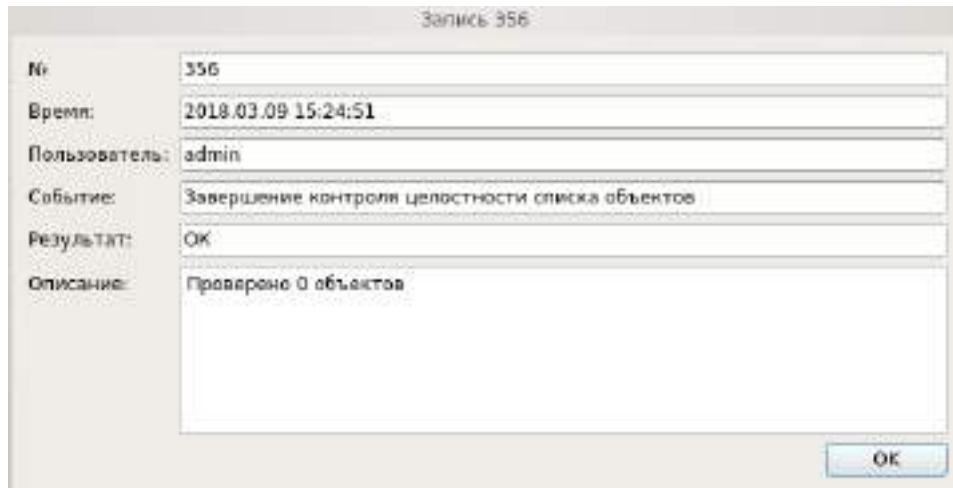 Запись 356
№ 356
Время: 2018.03.09 15:24:51
Пользователь: admin
Событие: Завершение контроля целостности списка объектов
Результат: OK
Описание: Проверено 0 объектов
OK